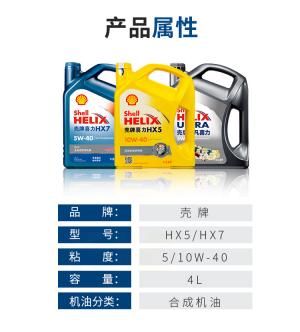 产品属性
Shell
HELIX
壳牌喜力HX7
5W-40
Shell
HELIX
壳牌喜力HX5
10W-40
Shell
HELIX
ULTRA
品牌： 壳牌
型号： HX5/HX7
粘度： 5/10W-40
容量： 4L
机油分类： 合成机油